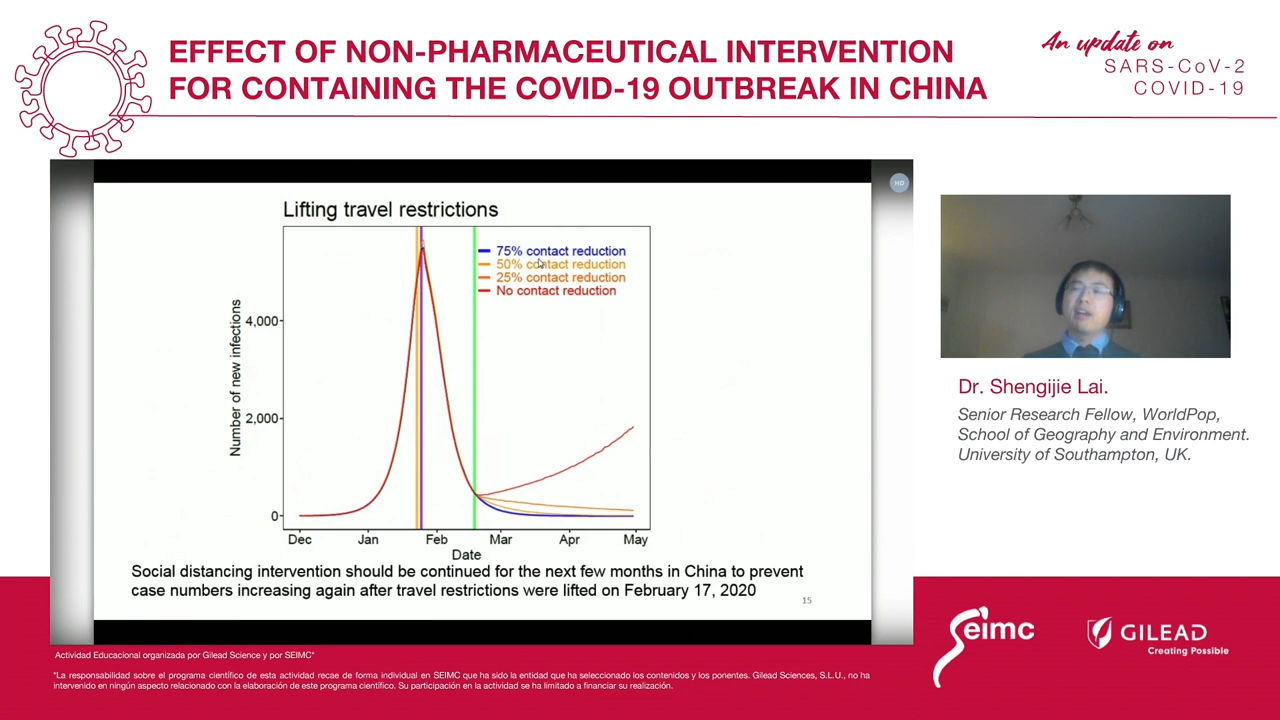 EFFECT OF NON-PHARMACEUTICAL INTERVENTION
FOR CONTAINING THE COVID-19 OUTBREAK IN CHINA
An update on
SARS-CoV-2
COVID-19
HD
Lifting travel restrictions
75% contact reduction
50% contact reduction
25% contact reduction
No contact reduction
Number of new infections
4,000
2,000
0
Dec Jan Feb Mar Apr May
Date
Social distancing intervention should be continued for the next few months in China to prevent
case numbers increasing again after travel restrictions were lifted on February 17, 2020
15
Dr. Shengijie Lai.
Senior Research Fellow, WorldPop,
School of Geography and Environment.
University of Southampton, UK.
Seimc
GILEAD
Creating Possible
Actividad Educacional organizada por Gilead Science y por SEIMC*
*La responsabilidad sobre el programa científico de esta actividad recae de forma individual en SEIMC que ha sido la entidad que ha seleccionado los contenidos y los ponentes. Gilead Sciences, S.L.U., no ha
intervenido en ningún aspecto relacionado con la elaboración de este programa científico. Su participación en la actividad se ha limitado a financiar su realización.